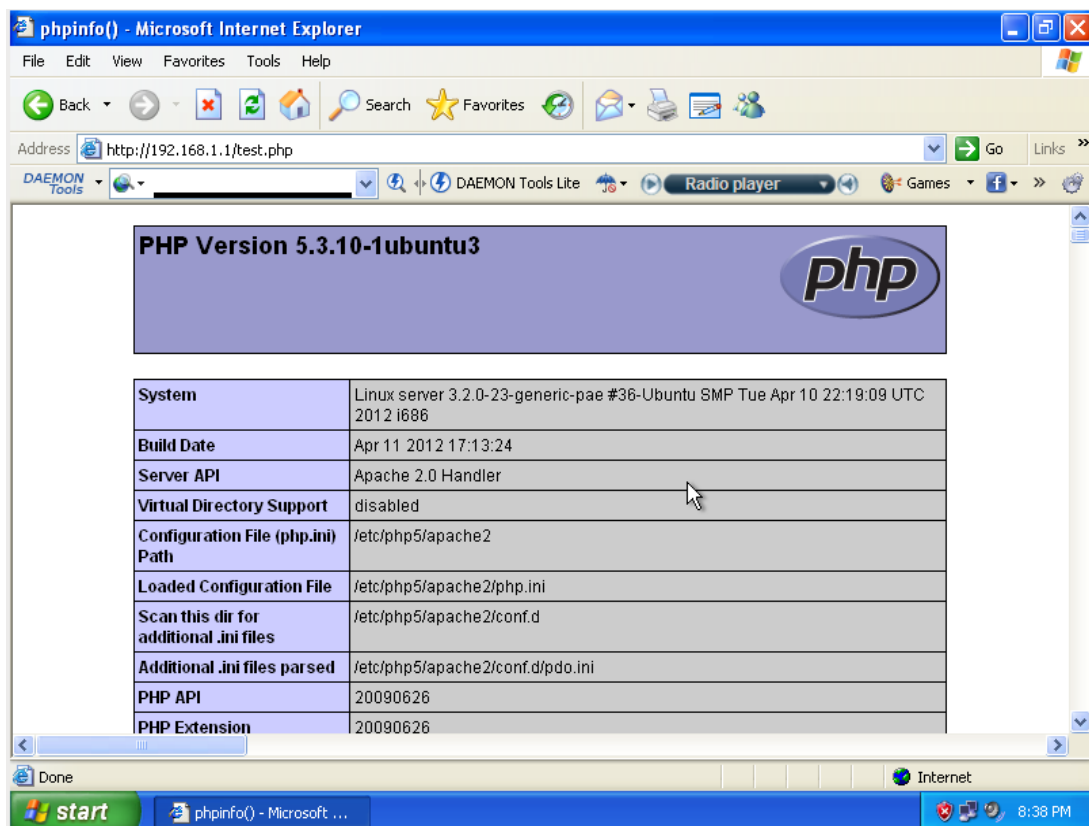 phpinfo() - Microsoft Internet Explorer
File Edit View Favorites Tools Help
Back Search Favorites
Address http://192.168.1.1/test.php Go Links »
DAEMON Tools DAEMON Tools Lite Radio player Games f »
PHP Version 5.3.10-1ubuntu3
php
System Linux server 3.2.0-23-generic-pae #36-Ubuntu SMP Tue Apr 10 22:19:09 UTC
2012 i686
Build Date Apr 11 2012 17:13:24
Server API Apache 2.0 Handler
Virtual Directory Support disabled
Configuration File (php.ini) /etc/php5/apache2
Path
Loaded Configuration File /etc/php5/apache2/php.ini
Scan this dir for /etc/php5/apache2/conf.d
additional .ini files
Additional .ini files parsed /etc/php5/apache2/conf.d/pdo.ini
PHP API 20090626
PHP Extension 20090626
Done Internet
start phpinfo() - Microsoft ... 8:38 PM